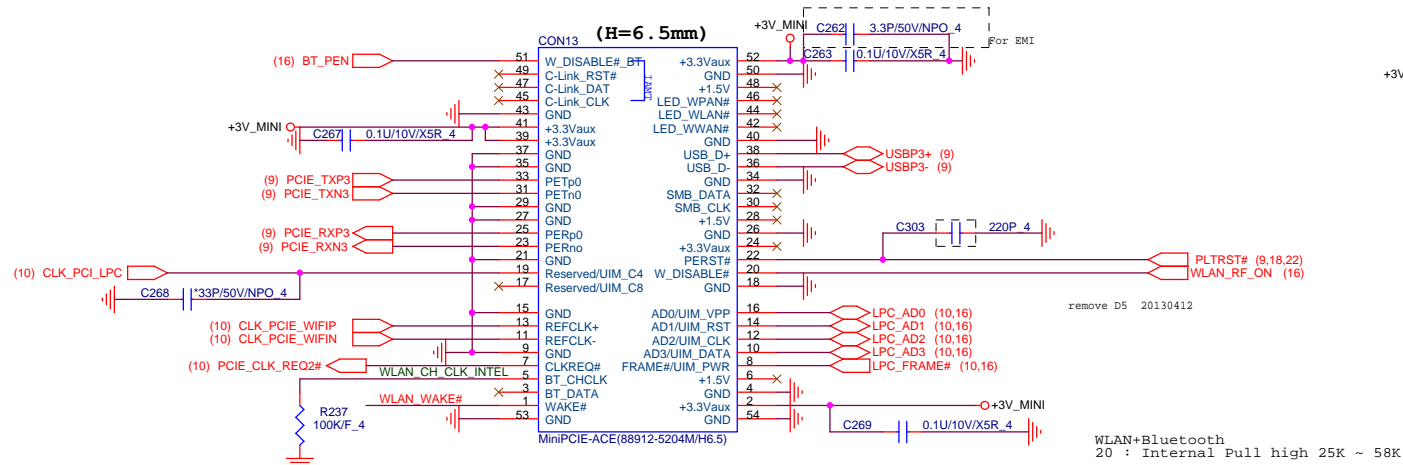 (H=6.5mm)
CON13
+3V_MINI
C262 3.3P/50V/NPO_4
For EMI
C263 0.1U/10V/X5R_4
+3V
(16) BT_PEN 51 W_DISABLE#_BT +3.3Vaux 52
49 C-Link_RST# GND 50
47 C-Link_DAT +1.5V 48
45 C-Link_CLK LED_WPAN# 46
IAMT
43 GND LED_WLAN# 44
+3V_MINI 41 +3.3Vaux LED_WWAN# 42
C267 0.1U/10V/X5R_4 39 +3.3Vaux GND 40
37 GND USB_D+ 38 USBP3+ (9)
35 GND USB_D- 36 USBP3- (9)
(9) PCIE_TXP3 33 PETp0 GND 34
(9) PCIE_TXN3 31 PETn0 SMB_DATA 32
29 GND SMB_CLK 30
27 GND +1.5V 28
(9) PCIE_RXP3 25 PERp0 GND 26
C303 220P_4
(9) PCIE_RXN3 23 PERno +3.3Vaux 24
21 GND PERST# 22 PLTRST# (9,18,22)
(10) CLK_PCI_LPC 19 Reserved/UIM_C4 W_DISABLE# 20 WLAN_RF_ON (16)
17 Reserved/UIM_C8 GND 18
C268 *33P/50V/NPO_4
remove D5 20130412
15 GND AD0/UIM_VPP 16 LPC_AD0 (10,16)
(10) CLK_PCIE_WIFIP 13 REFCLK+ AD1/UIM_RST 14 LPC_AD1 (10,16)
(10) CLK_PCIE_WIFIN 11 REFCLK- AD2/UIM_CLK 12 LPC_AD2 (10,16)
9 GND AD3/UIM_DATA 10 LPC_AD3 (10,16)
(10) PCIE_CLK_REQ2# 7 CLKREQ# FRAME#/UIM_PWR 8 LPC_FRAME# (10,16)
WLAN_CH_CLK_INTEL 5 BT_CHCLK +1.5V 6
3 BT_DATA GND 4
WLAN_WAKE# 1 WAKE# +3.3Vaux 2 +3V_MINI
53 GND GND 54
R237
100K/F_4
C269 0.1U/10V/X5R_4
MiniPCIE-ACE(88912-5204M/H6.5)
WLAN+Bluetooth
20 : Internal Pull high 25K ~ 58K